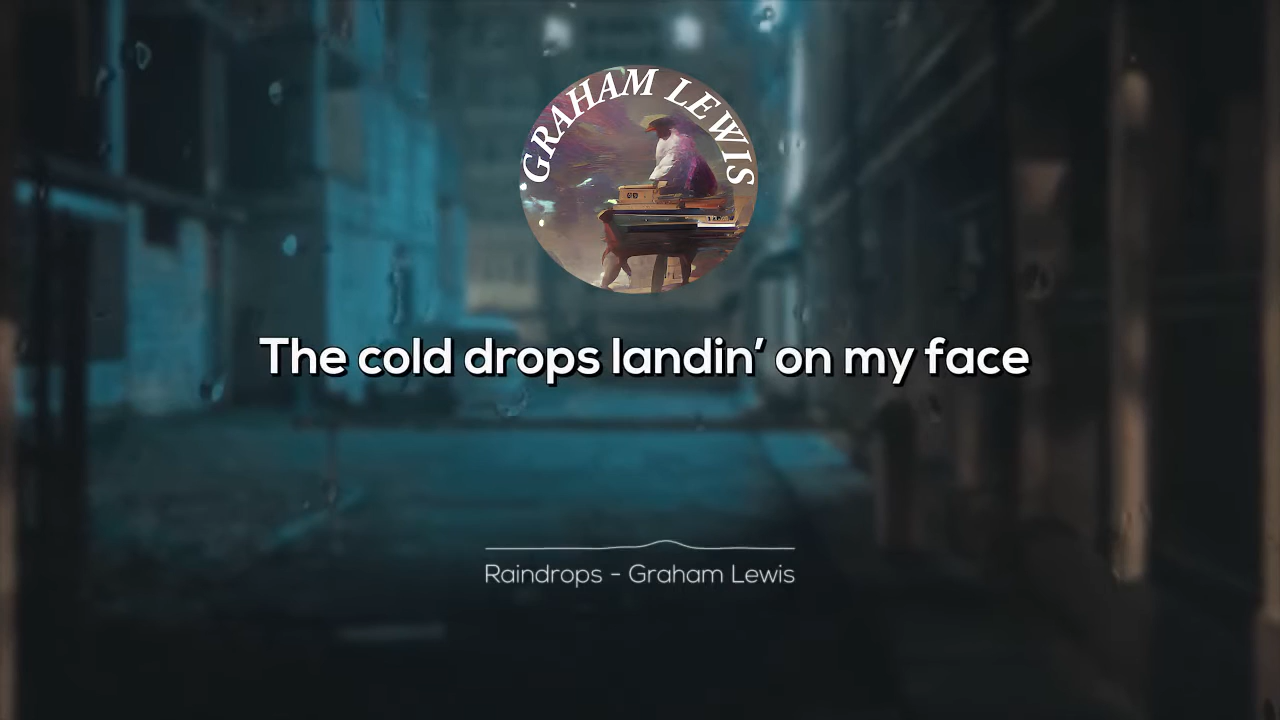 GRAHAM LEWIS
The cold drops landin’ on my face
Raindrops - Graham Lewis